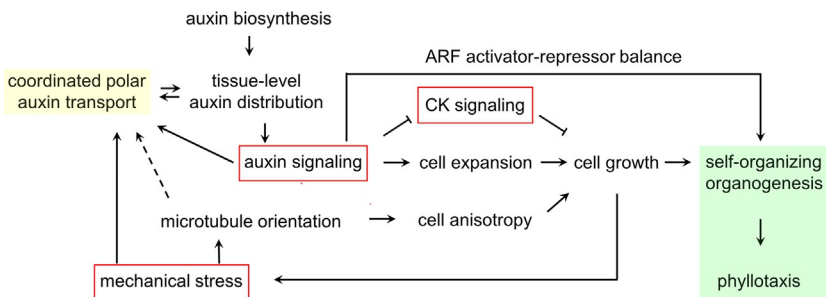 auxin biosynthesis
ARF activator-repressor balance
coordinated polar
auxin transport
tissue-level
auxin distribution
CK signaling
auxin signaling
cell expansion
cell growth
self-organizing
organogenesis
microtubule orientation
cell anisotropy
mechanical stress
phyllotaxis